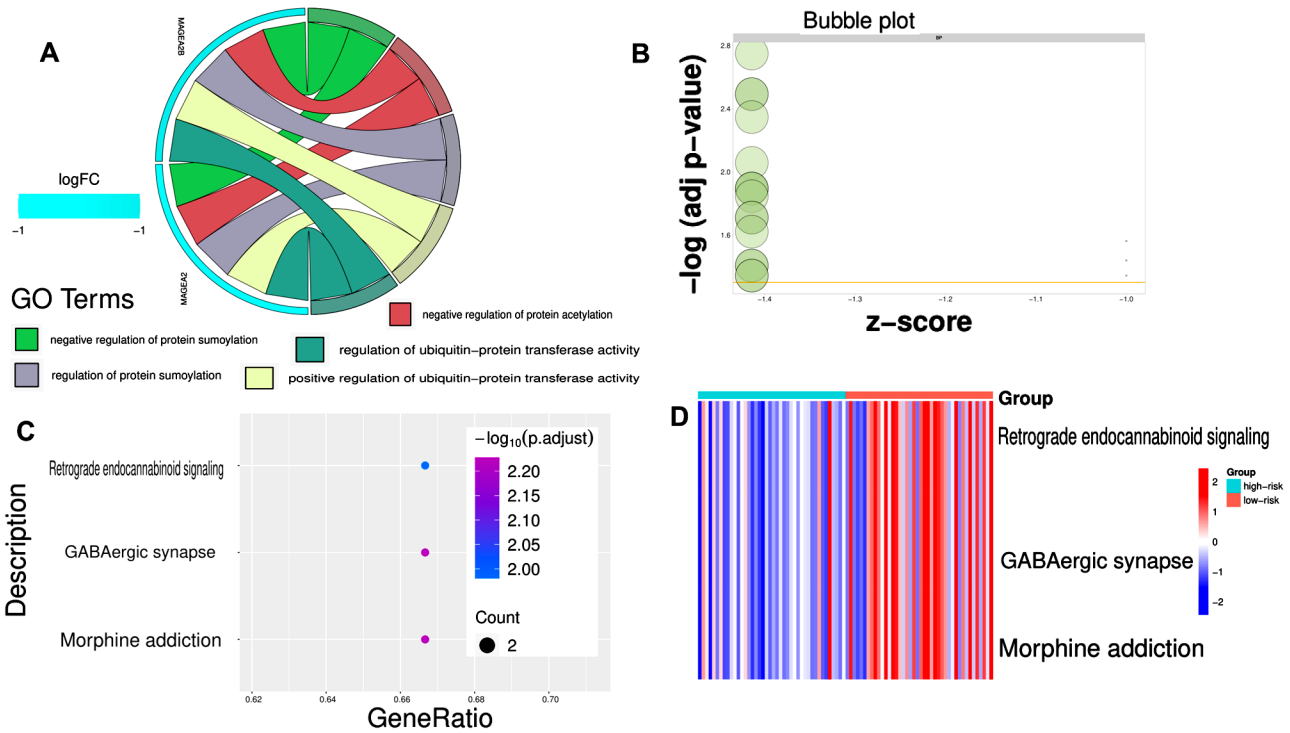 A
MAGEA2B
MAGEA2
logFC
−1
−1
GO Terms
negative regulation of protein acetylation
negative regulation of protein sumoylation
regulation of ubiquitin−protein transferase activity
regulation of protein sumoylation
positive regulation of ubiquitin−protein transferase activity
B
Bubble plot
BP
−log (adj p−value)
2.8
2.4
2.0
1.6
−1.4
−1.3
−1.2
−1.1
−1.0
z−score
C
Description
Retrograde endocannabinoid signaling
GABAergic synapse
Morphine addiction
−log10(p.adjust)
2.20
2.15
2.10
2.05
2.00
Count
2
0.62
0.64
0.66
0.68
0.70
GeneRatio
D
Group
Retrograde endocannabinoid signaling
GABAergic synapse
Morphine addiction
2
1
0
−1
−2
Group
high−risk
low−risk